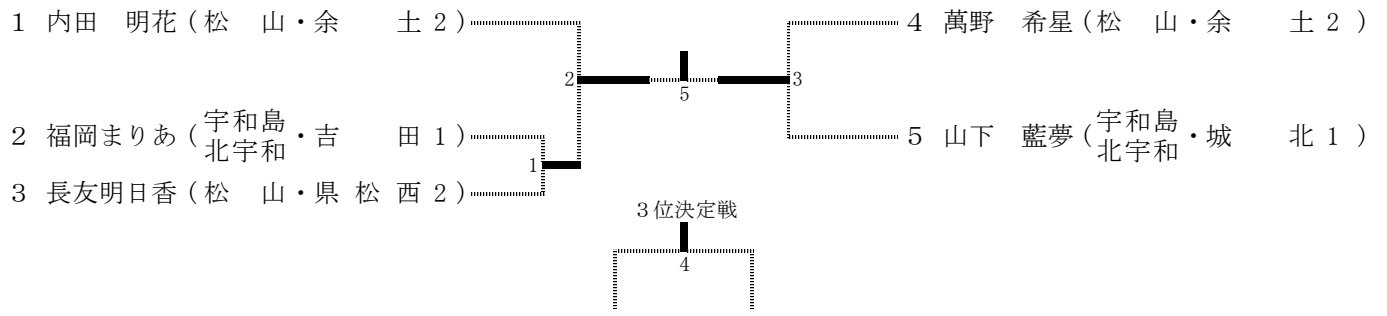 1 内田 明花(松 山・余 土 2) 4 萬野 希星(松 山・余 土 2)
2 5 3
2 福岡まりあ(宇和島北宇和・吉 田 1) 5 山下 藍夢(宇和島北宇和・城 北 1)
1
3 長友明日香(松 山・県 松 西 2)
3位決定戦
4